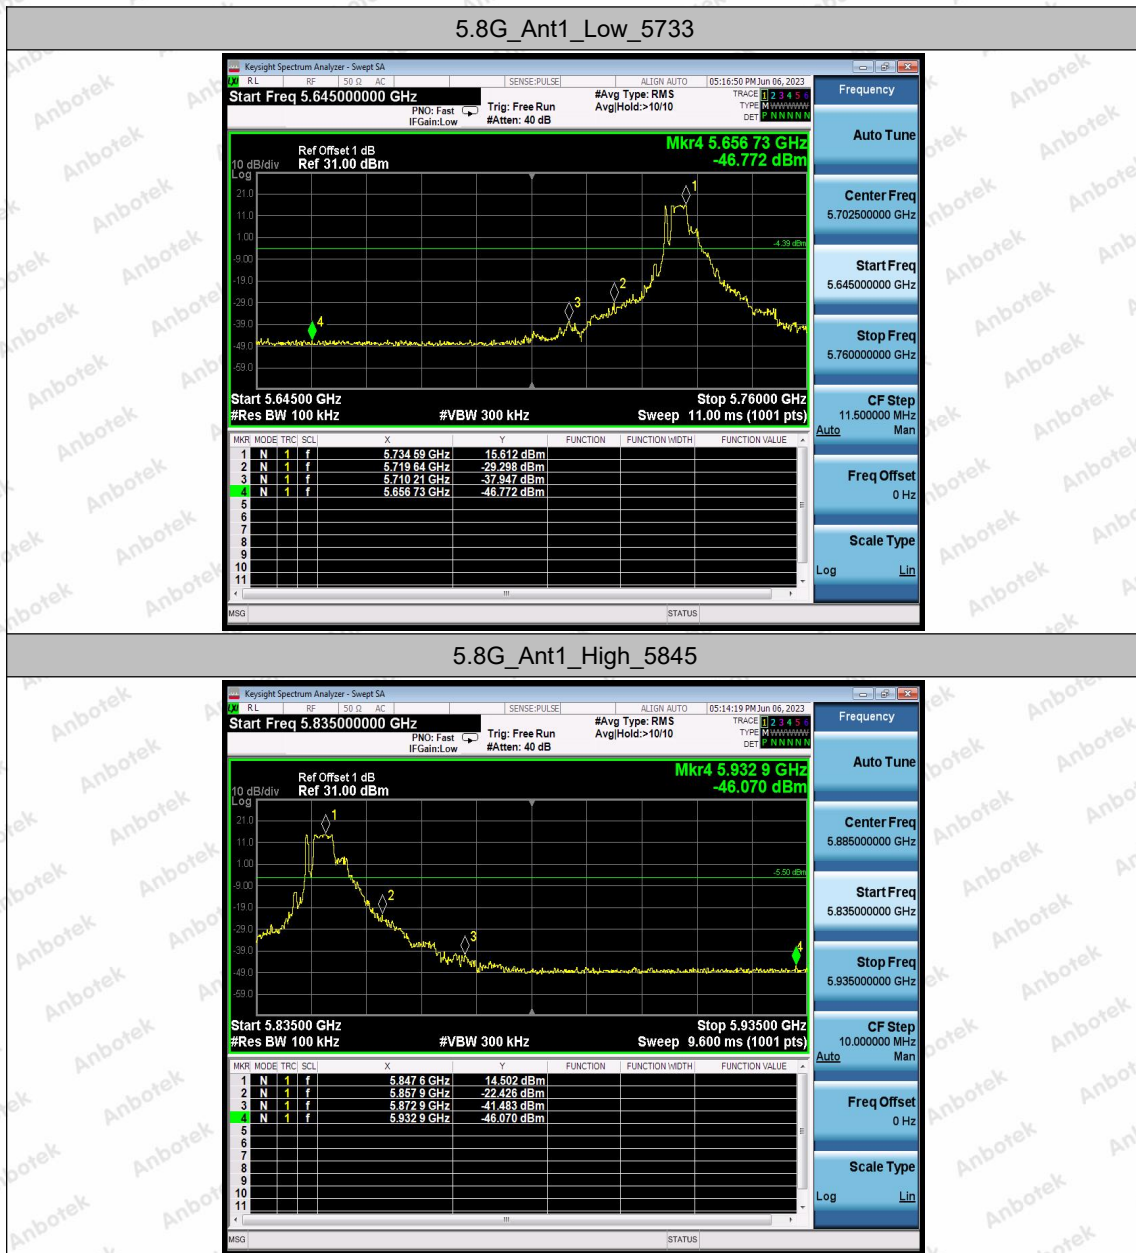 5.8G_Ant1_Low_5733
Keysight Spectrum Analyzer - Swept SA
RL RF 50 Ω AC SENSE:PULSE ALIGN AUTO 05:16:50 PM Jun 06, 2023
Start Freq 5.645000000 GHz
PNO: Fast
IFGain:Low
Trig: Free Run
#Atten: 40 dB
#Avg Type: RMS
Avg|Hold:>10/10
TRACE 1 2 3 4 5 6
TYPE M WWWWW
DET P N N N N N
Mkr4 5.656 73 GHz
-46.772 dBm
Ref Offset 1 dB
10 dB/div Ref 31.00 dBm
Log
21.0
11.0
1.00
-9.00
-19.0
-29.0
-39.0
-49.0
-59.0
-4.39 dBm
1
2
3
4
Start 5.64500 GHz Stop 5.76000 GHz
#Res BW 100 kHz #VBW 300 kHz Sweep 11.00 ms (1001 pts)
MKR MODE TRC SCL X Y FUNCTION FUNCTION WIDTH FUNCTION VALUE
1 N 1 f 5.734 59 GHz 15.612 dBm
2 N 1 f 5.719 64 GHz -29.298 dBm
3 N 1 f 5.710 21 GHz -37.947 dBm
4 N 1 f 5.656 73 GHz -46.772 dBm
5
6
7
8
9
10
11
MSG STATUS
Frequency
Auto Tune
Center Freq
5.702500000 GHz
Start Freq
5.645000000 GHz
Stop Freq
5.760000000 GHz
CF Step
11.500000 MHz
Auto Man
Freq Offset
0 Hz
Scale Type
Log Lin
5.8G_Ant1_High_5845
Keysight Spectrum Analyzer - Swept SA
RL RF 50 Ω AC SENSE:PULSE ALIGN AUTO 05:14:19 PM Jun 06, 2023
Start Freq 5.835000000 GHz
PNO: Fast
IFGain:Low
Trig: Free Run
#Atten: 40 dB
#Avg Type: RMS
Avg|Hold:>10/10
TRACE 1 2 3 4 5 6
TYPE M WWWWW
DET P N N N N N
Mkr4 5.932 9 GHz
-46.070 dBm
Ref Offset 1 dB
10 dB/div Ref 31.00 dBm
Log
21.0
11.0
1.00
-9.00
-19.0
-29.0
-39.0
-49.0
-59.0
-5.50 dBm
1
2
3
4
Start 5.83500 GHz Stop 5.93500 GHz
#Res BW 100 kHz #VBW 300 kHz Sweep 9.600 ms (1001 pts)
MKR MODE TRC SCL X Y FUNCTION FUNCTION WIDTH FUNCTION VALUE
1 N 1 f 5.847 6 GHz 14.502 dBm
2 N 1 f 5.857 9 GHz -22.426 dBm
3 N 1 f 5.872 9 GHz -41.483 dBm
4 N 1 f 5.932 9 GHz -46.070 dBm
5
6
7
8
9
10
11
MSG STATUS
Frequency
Auto Tune
Center Freq
5.885000000 GHz
Start Freq
5.835000000 GHz
Stop Freq
5.935000000 GHz
CF Step
10.000000 MHz
Auto Man
Freq Offset
0 Hz
Scale Type
Log Lin
Anbotek